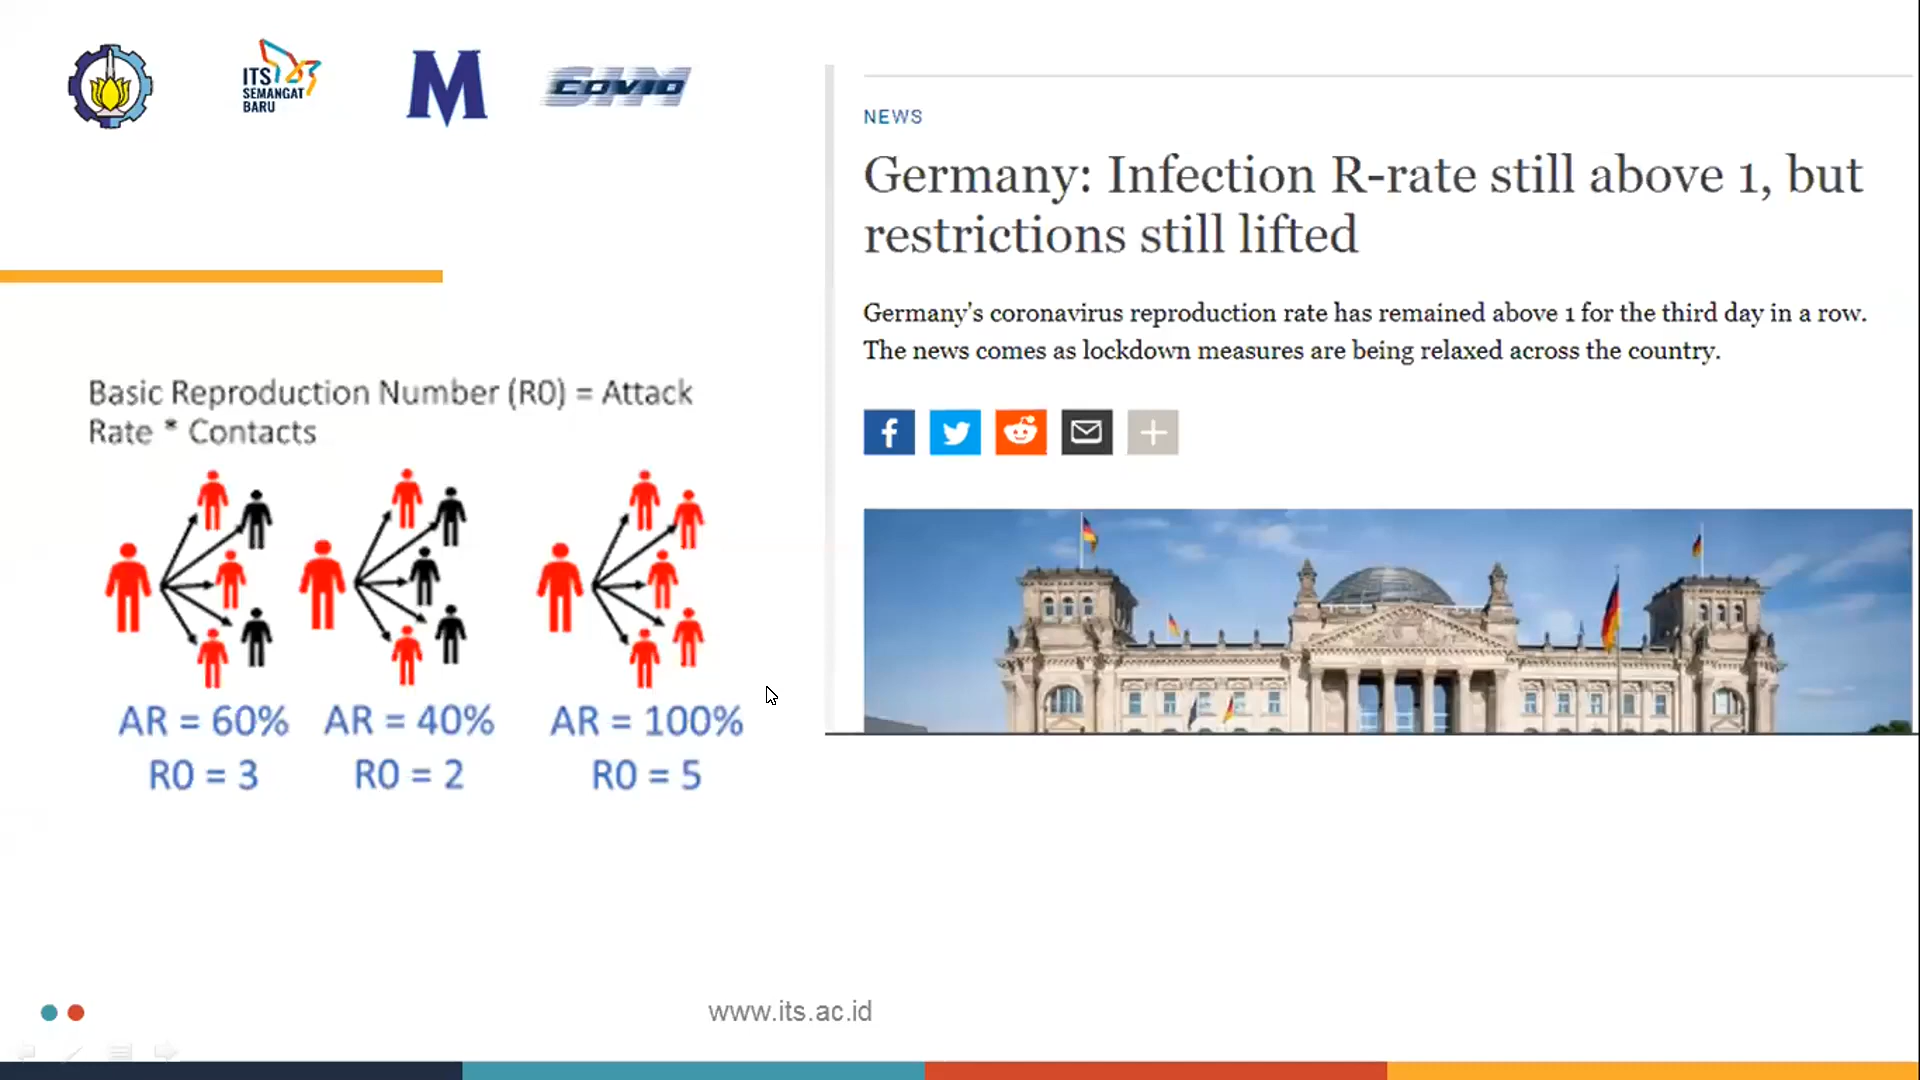 ITS
SEMANGAT
BARU
M
COVID
SIM
Basic Reproduction Number (R0) = Attack
Rate * Contacts
AR = 60%
R0 = 3
AR = 40%
R0 = 2
AR = 100%
R0 = 5
NEWS
Germany: Infection R-rate still above 1, but
restrictions still lifted
Germany's coronavirus reproduction rate has remained above 1 for the third day in a row.
The news comes as lockdown measures are being relaxed across the country.
www.its.ac.id